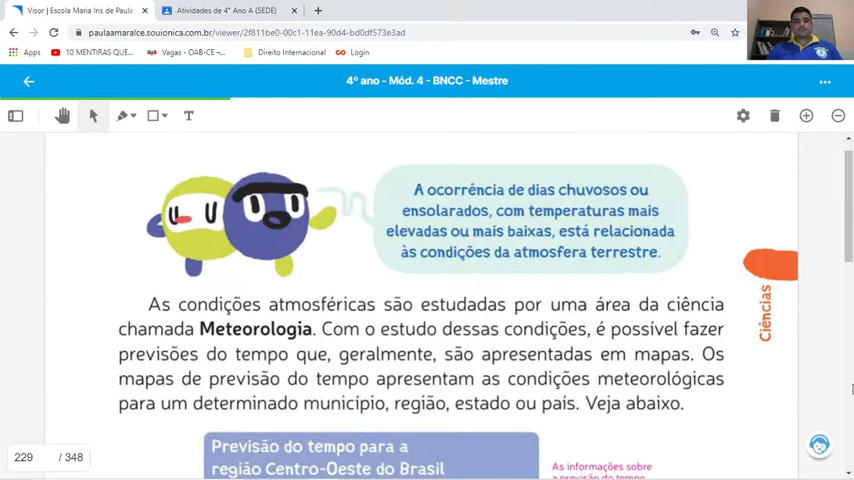 Visor | Escola Maria Iris de Paula
Atividades de 4° Ano A (SEDE)
paulaamaralce.souionica.com.br/viewer/2f811be0-00c1-11ea-90d4-bd0df573e3ad
Apps
10 MENTIRAS QUE...
Vagas - OAB-CE –...
Direito Internacional
Login
4º ano - Mód. 4 - BNCC - Mestre
T
A ocorrência de dias chuvosos ou
ensolarados, com temperaturas mais
elevadas ou mais baixas, está relacionada
às condições da atmosfera terrestre.
Ciências
As condições atmosféricas são estudadas por uma área da ciência
chamada Meteorologia. Com o estudo dessas condições, é possível fazer
previsões do tempo que, geralmente, são apresentadas em mapas. Os
mapas de previsão do tempo apresentam as condições meteorológicas
para um determinado município, região, estado ou país. Veja abaixo.
229 / 348
Previsão do tempo para a
região Centro-Oeste do Brasil
As informações sobre
a previsão do tempo